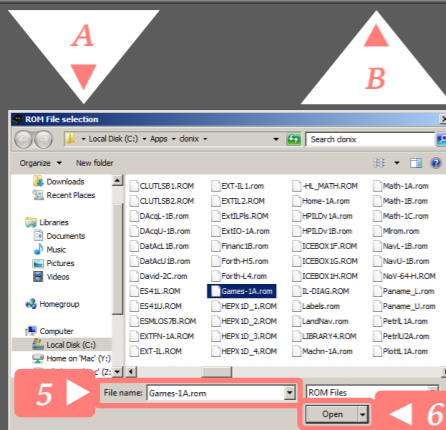 A
B
ROM File selection
Local Disk (C:) Apps clonix
Search clonix
Organize New folder
Downloads
Recent Places
Libraries
Documents
Music
Pictures
Videos
Homegroup
Computer
Local Disk (C:)
Home on 'Mac' (Y:)
CLUTLSB1.ROM EXT-IL1.rom -HL_MATH.ROM Math-1A.rom
CLUTLSB2.ROM EXTIL2.ROM Home-1A.rom Math-1B.rom
DAcqL-1B.rom ExtILPls.ROM HPILDv1A.rom Math-1C.rom
DAcqU-1B.rom ExtIO-1A.rom HPILDv1B.rom Mlrom.rom
DatAcL1B.rom Financ1B.rom ICEBOX1F.ROM NavL-1B.rom
DatAcU1B.rom Forth-H5.rom ICEBOX1G.ROM NavU-1B.rom
David-2C.rom Forth-L4.rom ICEBOX1H.ROM NoV-64-H.ROM
ES41L.ROM Games-1A.rom IL-DIAG.ROM Paname_L.rom
ES41U.ROM HEPX1D_1.ROM Labels.rom Paname_U.rom
ESMLOS7B.ROM HEPX1D_2.ROM LandNav.rom PetrlL1A.rom
EXTFN-1A.ROM HEPX1D_3.ROM LIBRARY4.ROM PetrlU2A.rom
EXT-IL.ROM HEPX1D_4.ROM Machn-1A.rom PlottL1A.rom
5
File name: Games-1A.rom ROM Files
Open
6